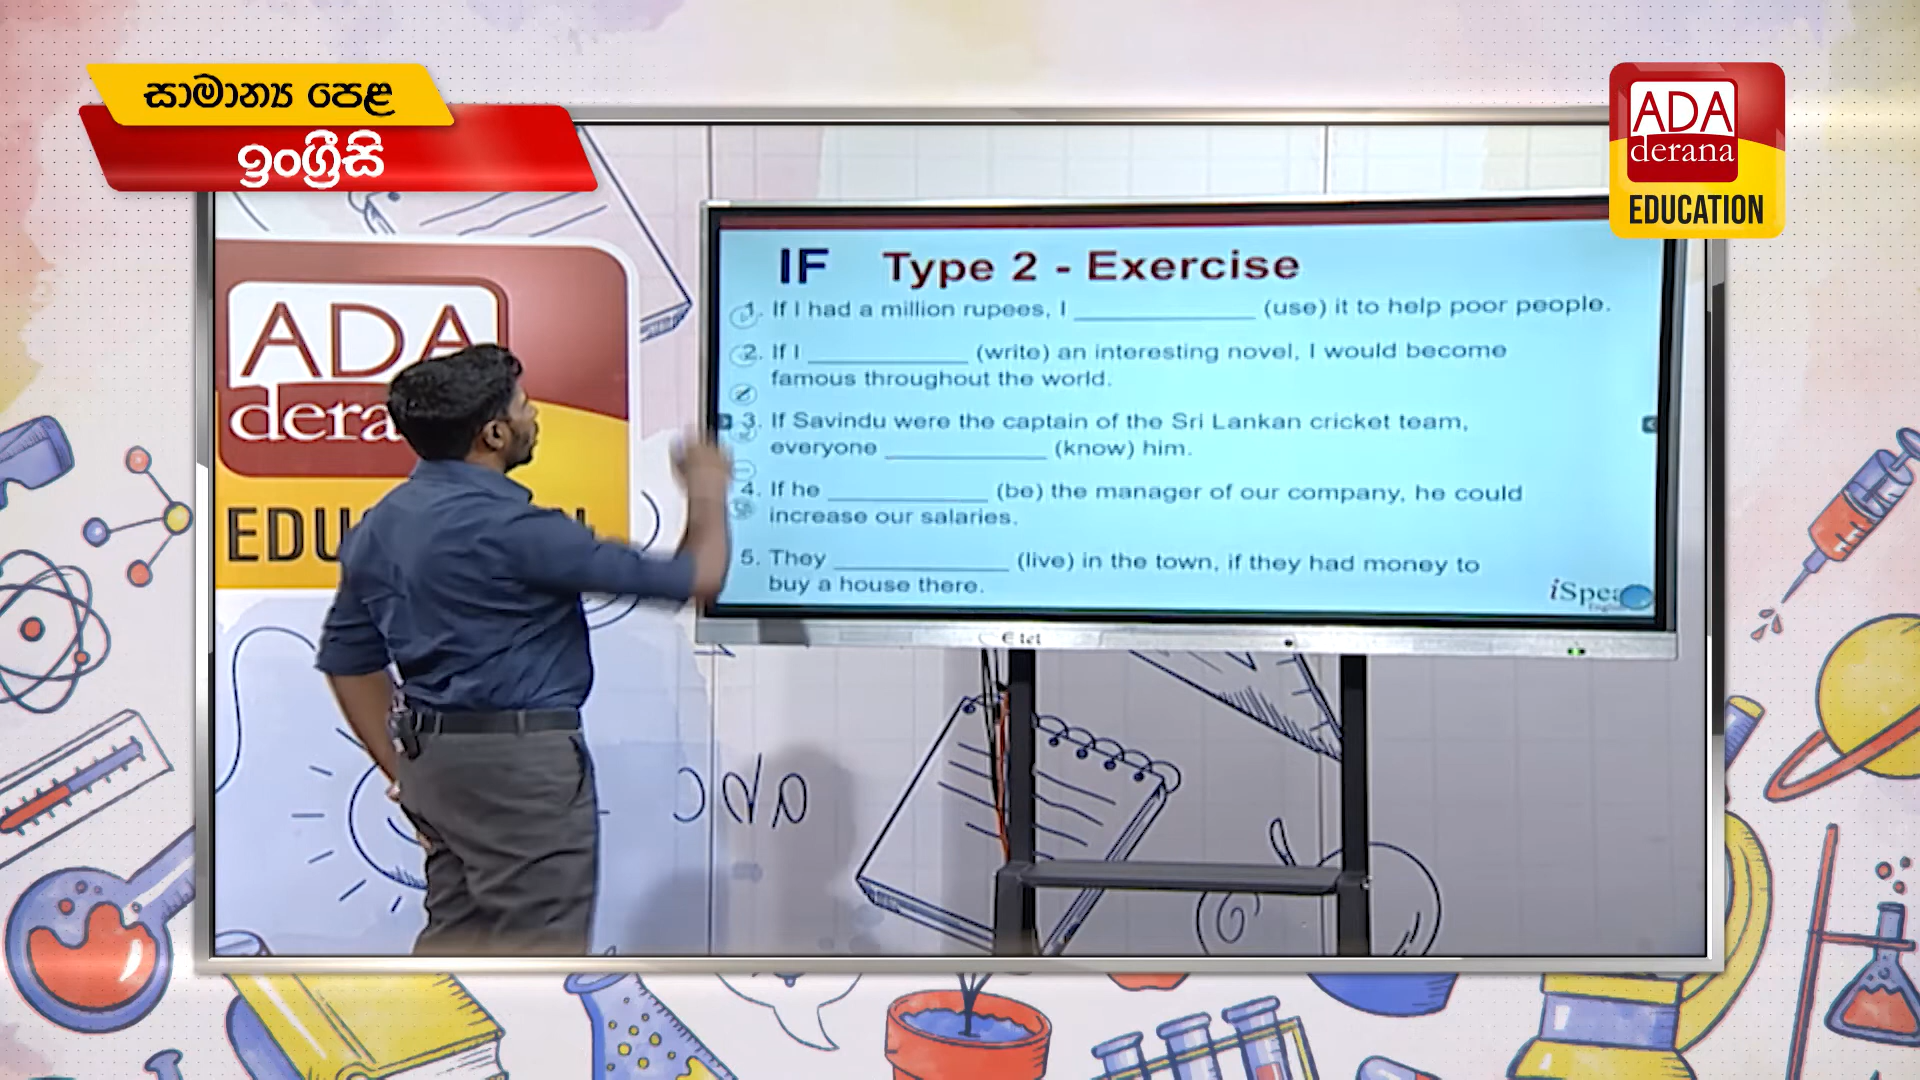 සාමාන්‍ය පෙළ
ඉංග්‍රීසි
ADA
derana
EDUCATION
ADA
dera
EDU
IF Type 2 - Exercise
1. If I had a million rupees, I ____________ (use) it to help poor people.
2. If I ____________ (write) an interesting novel, I would become
famous throughout the world.
3. If Savindu were the captain of the Sri Lankan cricket team,
everyone ____________ (know) him.
4. If he ____________ (be) the manager of our company, he could
increase our salaries.
5. They ____________ (live) in the town, if they had money to
buy a house there.
iSpea